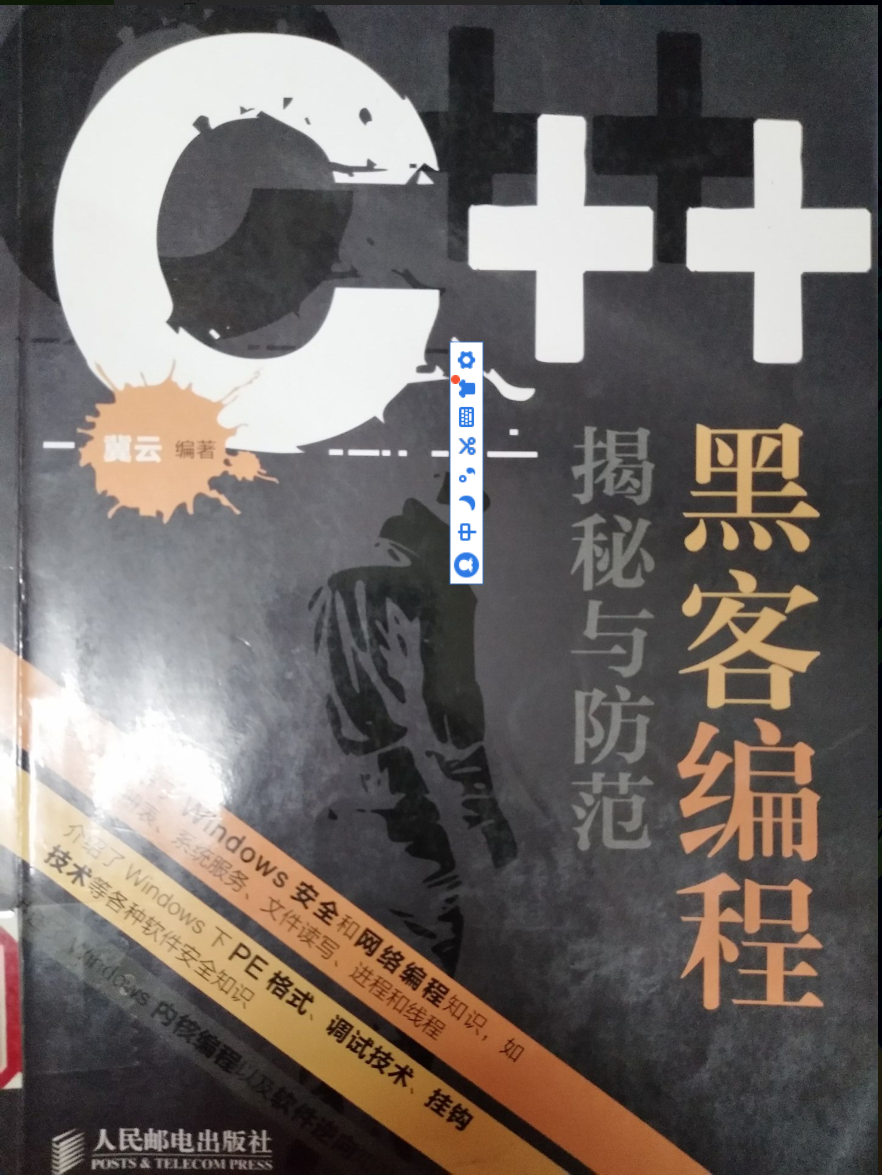 C++
黑客编程
揭秘与防范
冀云 编著
Windows 安全和网络编程知识，如
表、系统服务、文件读写、进程和线程
介绍了 Windows 下 PE 格式、调试技术、挂钩
技术等各种软件安全知识
Windows 内核编程以及软件逆向
中
人民邮电出版社
POSTS & TELECOM PRESS